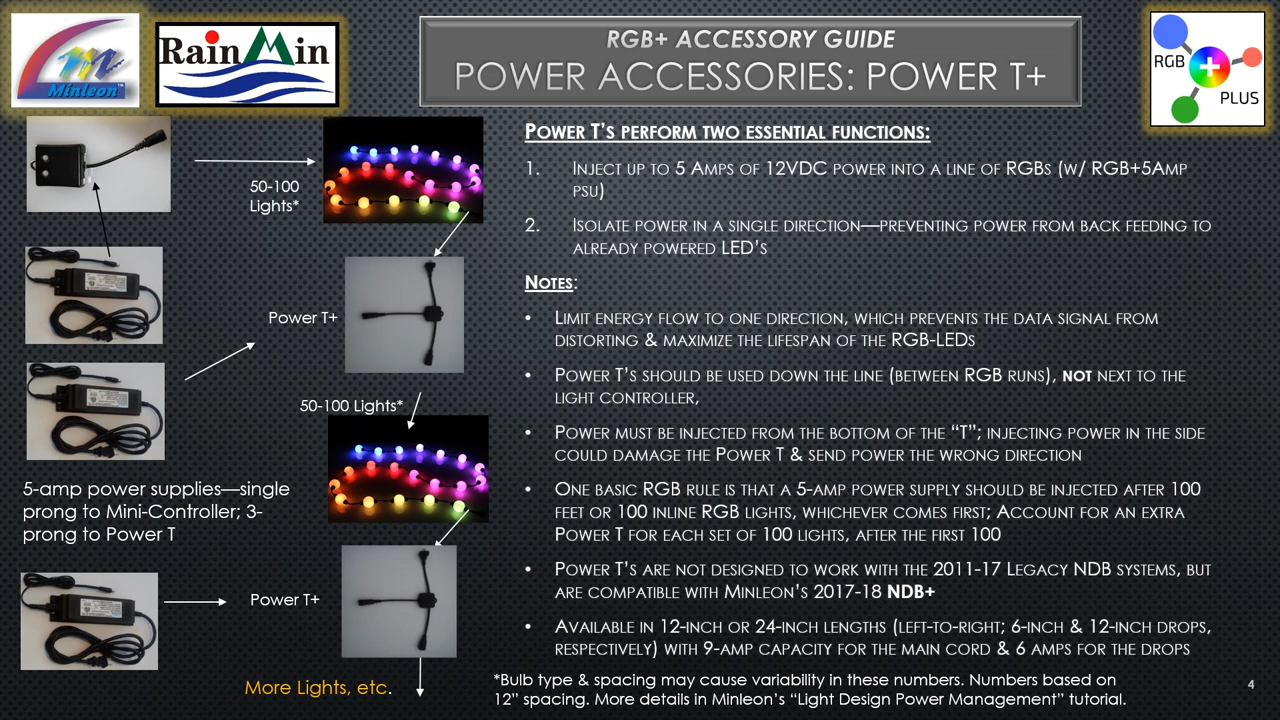 Minleon™
RainMin
RGB+ ACCESSORY GUIDE
POWER ACCESSORIES: POWER T+
RGB
PLUS
50-100
Lights*
Power T+
50-100 Lights*
5-amp power supplies—single
prong to Mini-Controller; 3-
prong to Power T
Power T+
More Lights, etc.
POWER T'S PERFORM TWO ESSENTIAL FUNCTIONS:
1. INJECT UP TO 5 AMPS OF 12VDC POWER INTO A LINE OF RGBS (W/ RGB+5AMP
PSU)
2. ISOLATE POWER IN A SINGLE DIRECTION—PREVENTING POWER FROM BACK FEEDING TO
ALREADY POWERED LED'S
NOTES:
• LIMIT ENERGY FLOW TO ONE DIRECTION, WHICH PREVENTS THE DATA SIGNAL FROM
DISTORTING & MAXIMIZE THE LIFESPAN OF THE RGB-LEDS
• POWER T'S SHOULD BE USED DOWN THE LINE (BETWEEN RGB RUNS), NOT NEXT TO THE
LIGHT CONTROLLER,
• POWER MUST BE INJECTED FROM THE BOTTOM OF THE "T"; INJECTING POWER IN THE SIDE
COULD DAMAGE THE POWER T & SEND POWER THE WRONG DIRECTION
• ONE BASIC RGB RULE IS THAT A 5-AMP POWER SUPPLY SHOULD BE INJECTED AFTER 100
FEET OR 100 INLINE RGB LIGHTS, WHICHEVER COMES FIRST; ACCOUNT FOR AN EXTRA
POWER T FOR EACH SET OF 100 LIGHTS, AFTER THE FIRST 100
• POWER T'S ARE NOT DESIGNED TO WORK WITH THE 2011-17 LEGACY NDB SYSTEMS, BUT
ARE COMPATIBLE WITH MINLEON'S 2017-18 NDB+
• AVAILABLE IN 12-INCH OR 24-INCH LENGTHS (LEFT-TO-RIGHT; 6-INCH & 12-INCH DROPS,
RESPECTIVELY) WITH 9-AMP CAPACITY FOR THE MAIN CORD & 6 AMPS FOR THE DROPS
*Bulb type & spacing may cause variability in these numbers. Numbers based on
12" spacing. More details in Minleon's "Light Design Power Management" tutorial.
4